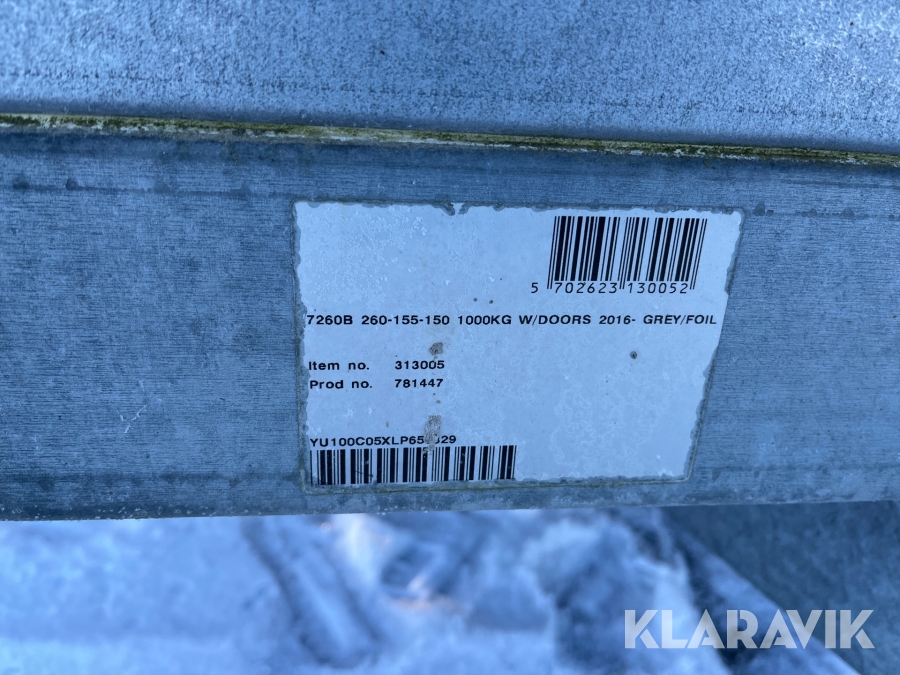 5 702623 130052
7260B 260-155-150 1000KG W/DOORS 2016- GREY/FOIL
Item no. 313005
Prod no. 781447
KLARAVIK